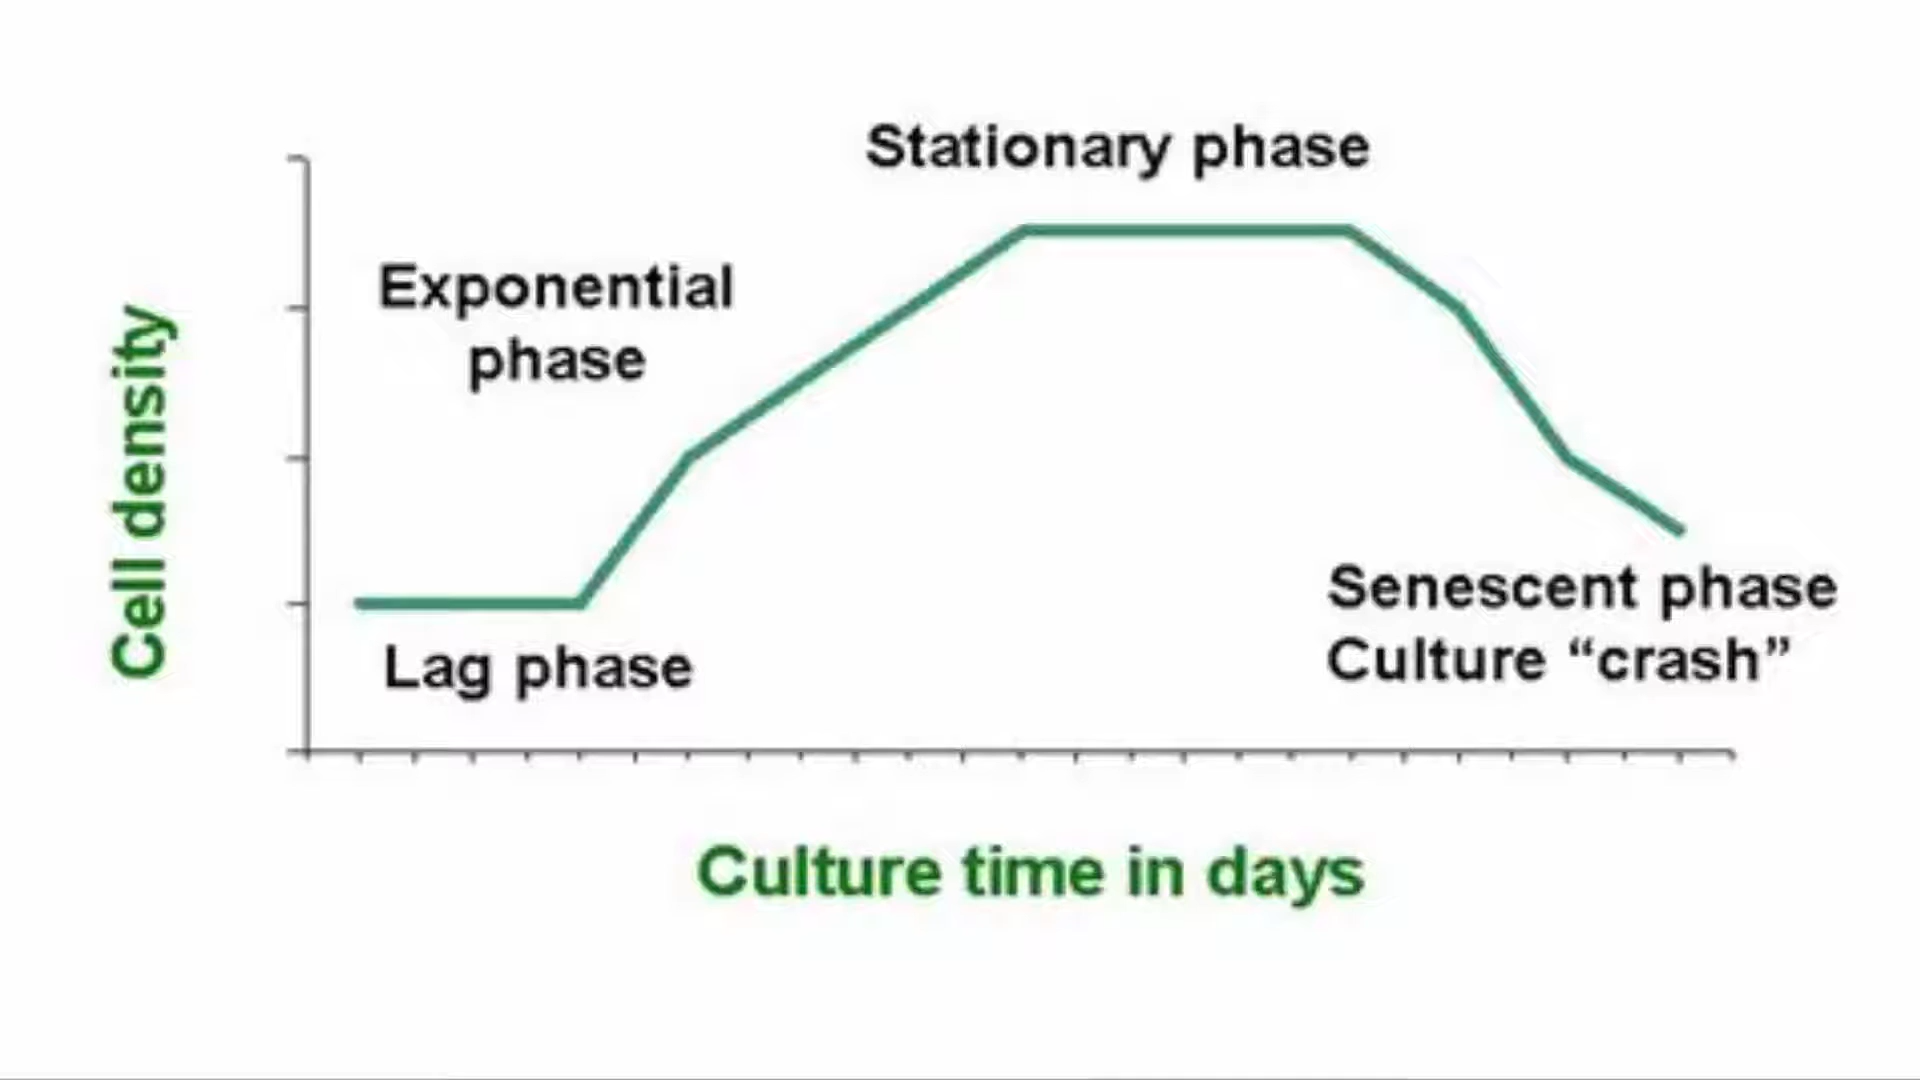 Stationary phase
Exponential
phase
Cell density
Lag phase
Senescent phase
Culture “crash”
Culture time in days